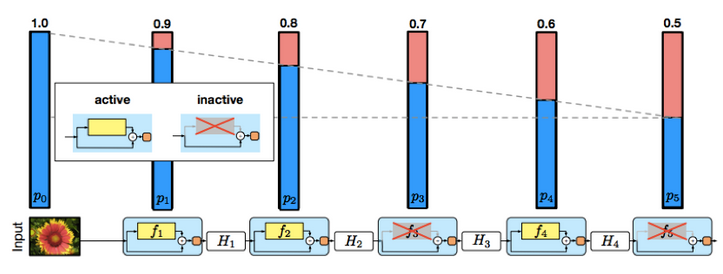 1.0 0.9 0.8 0.7 0.6 0.5
active inactive
p₀ p₁ p₂ p₃ p₄ p₅
Input f₁ H₁ f₂ H₂ f₃ H₃ f₄ H₄ f₅